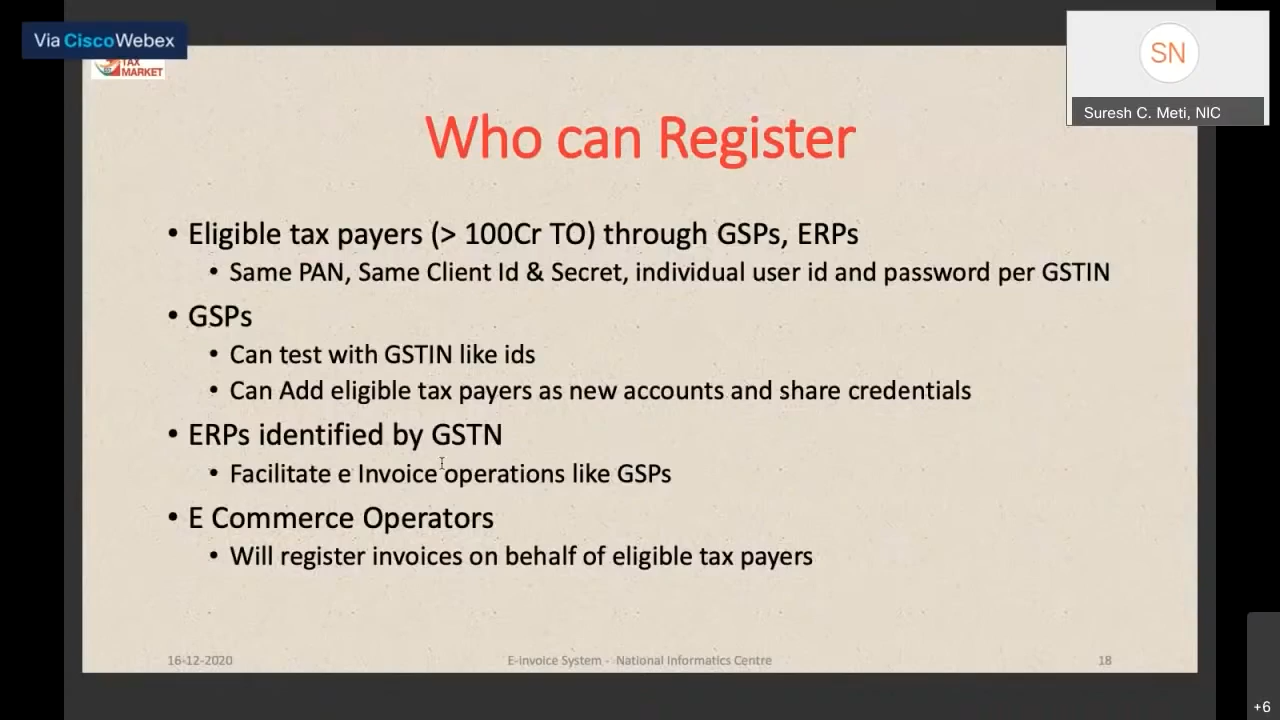 Via Cisco Webex
TAX
MARKET
SN
Suresh C. Meti, NIC
Who can Register
• Eligible tax payers (> 100Cr TO) through GSPs, ERPs
• Same PAN, Same Client Id & Secret, individual user id and password per GSTIN
• GSPs
• Can test with GSTIN like ids
• Can Add eligible tax payers as new accounts and share credentials
• ERPs identified by GSTN
• Facilitate e Invoice operations like GSPs
• E Commerce Operators
• Will register invoices on behalf of eligible tax payers
16-12-2020
E-invoice System - National Informatics Centre
18
+6